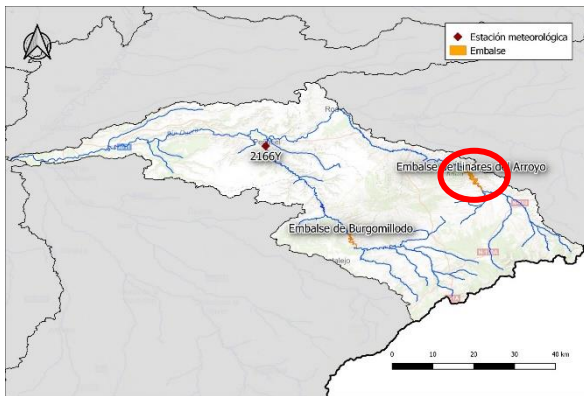 Estación meteorológica
Embalse
2166Y
Embalse de Linares del Arroyo
Embalse de Burgomillodo
0 10 20 30 40 km